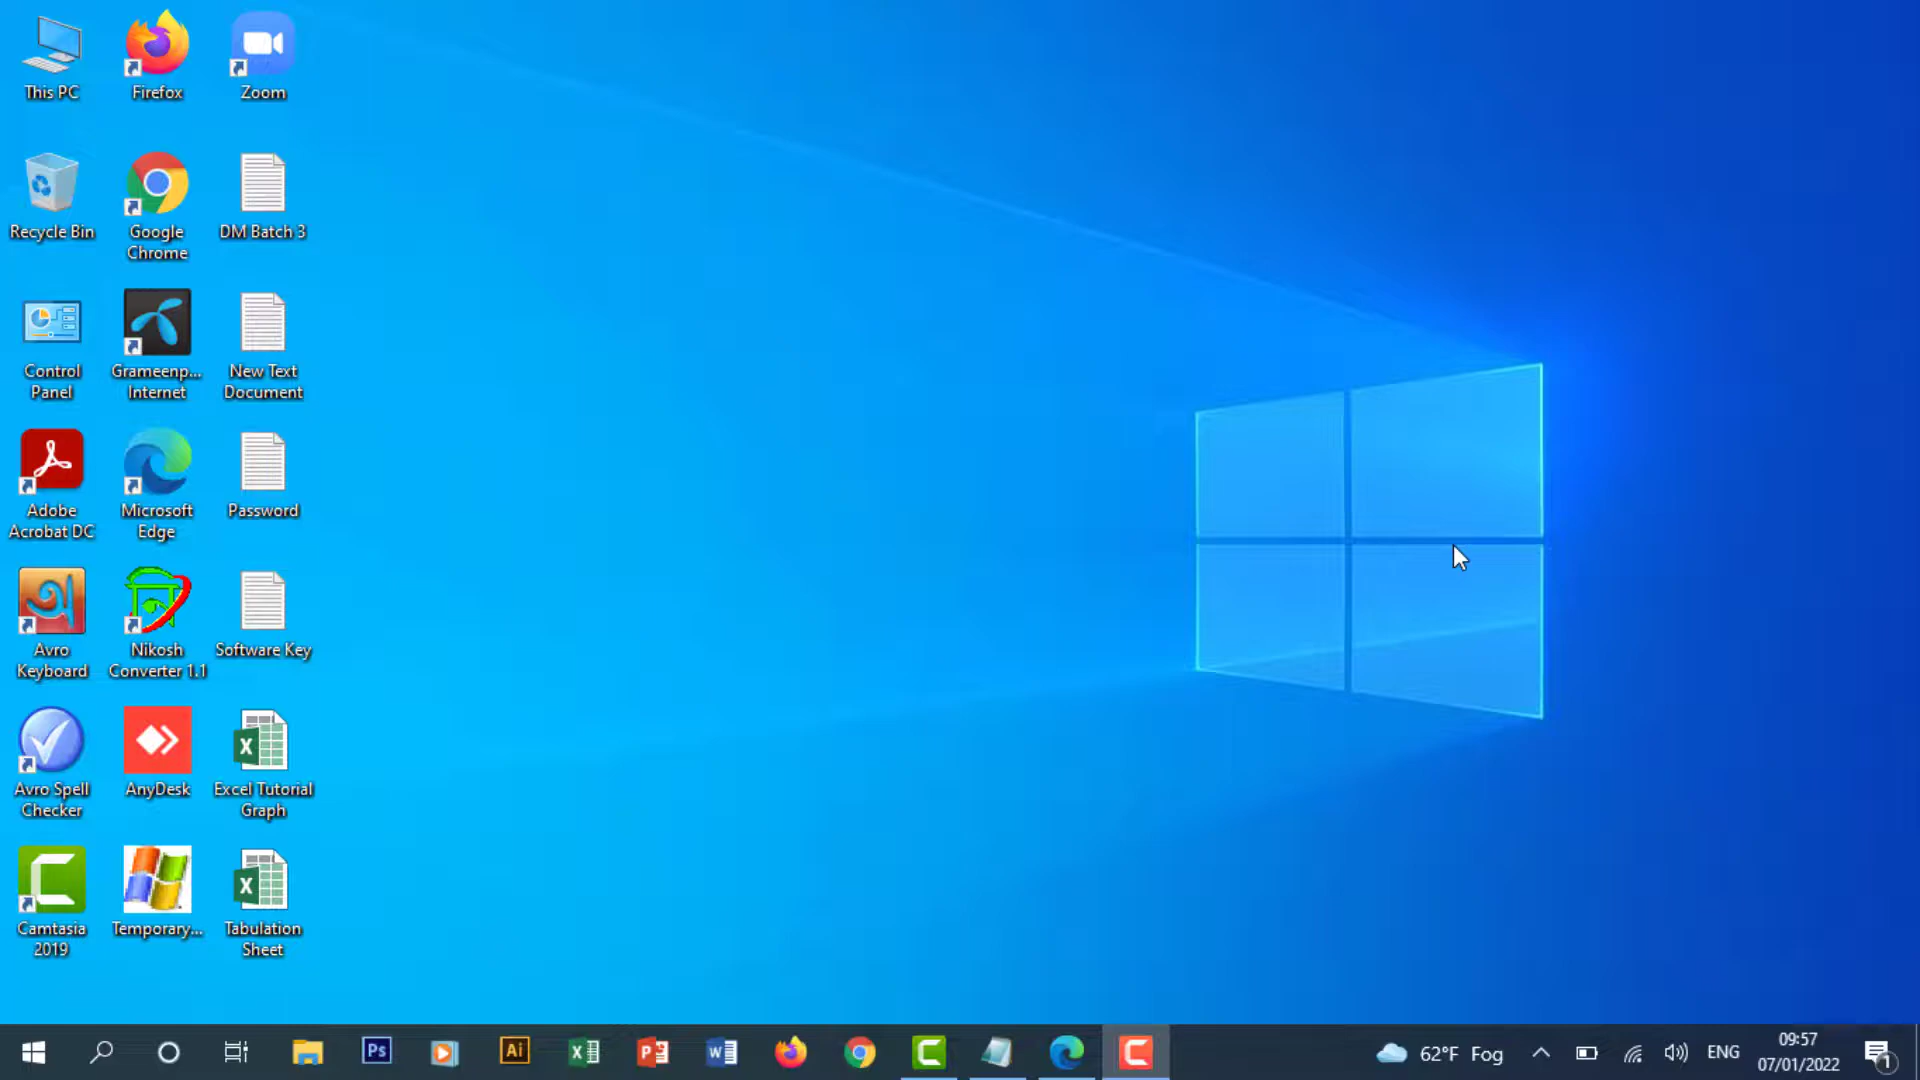 This PC
Firefox
Zoom
Recycle Bin
Google
Chrome
DM Batch 3
Control
Panel
Grameenp...
Internet
New Text
Document
Adobe
Acrobat DC
Microsoft
Edge
Password
অ
Avro
Keyboard
Nikosh
Converter 1.1
Software Key
Avro Spell
Checker
AnyDesk
Excel Tutorial
Graph
Camtasia
2019
Temporary...
Tabulation
Sheet
Ps
Ai
62°F Fog
ENG
09:57
07/01/2022
1